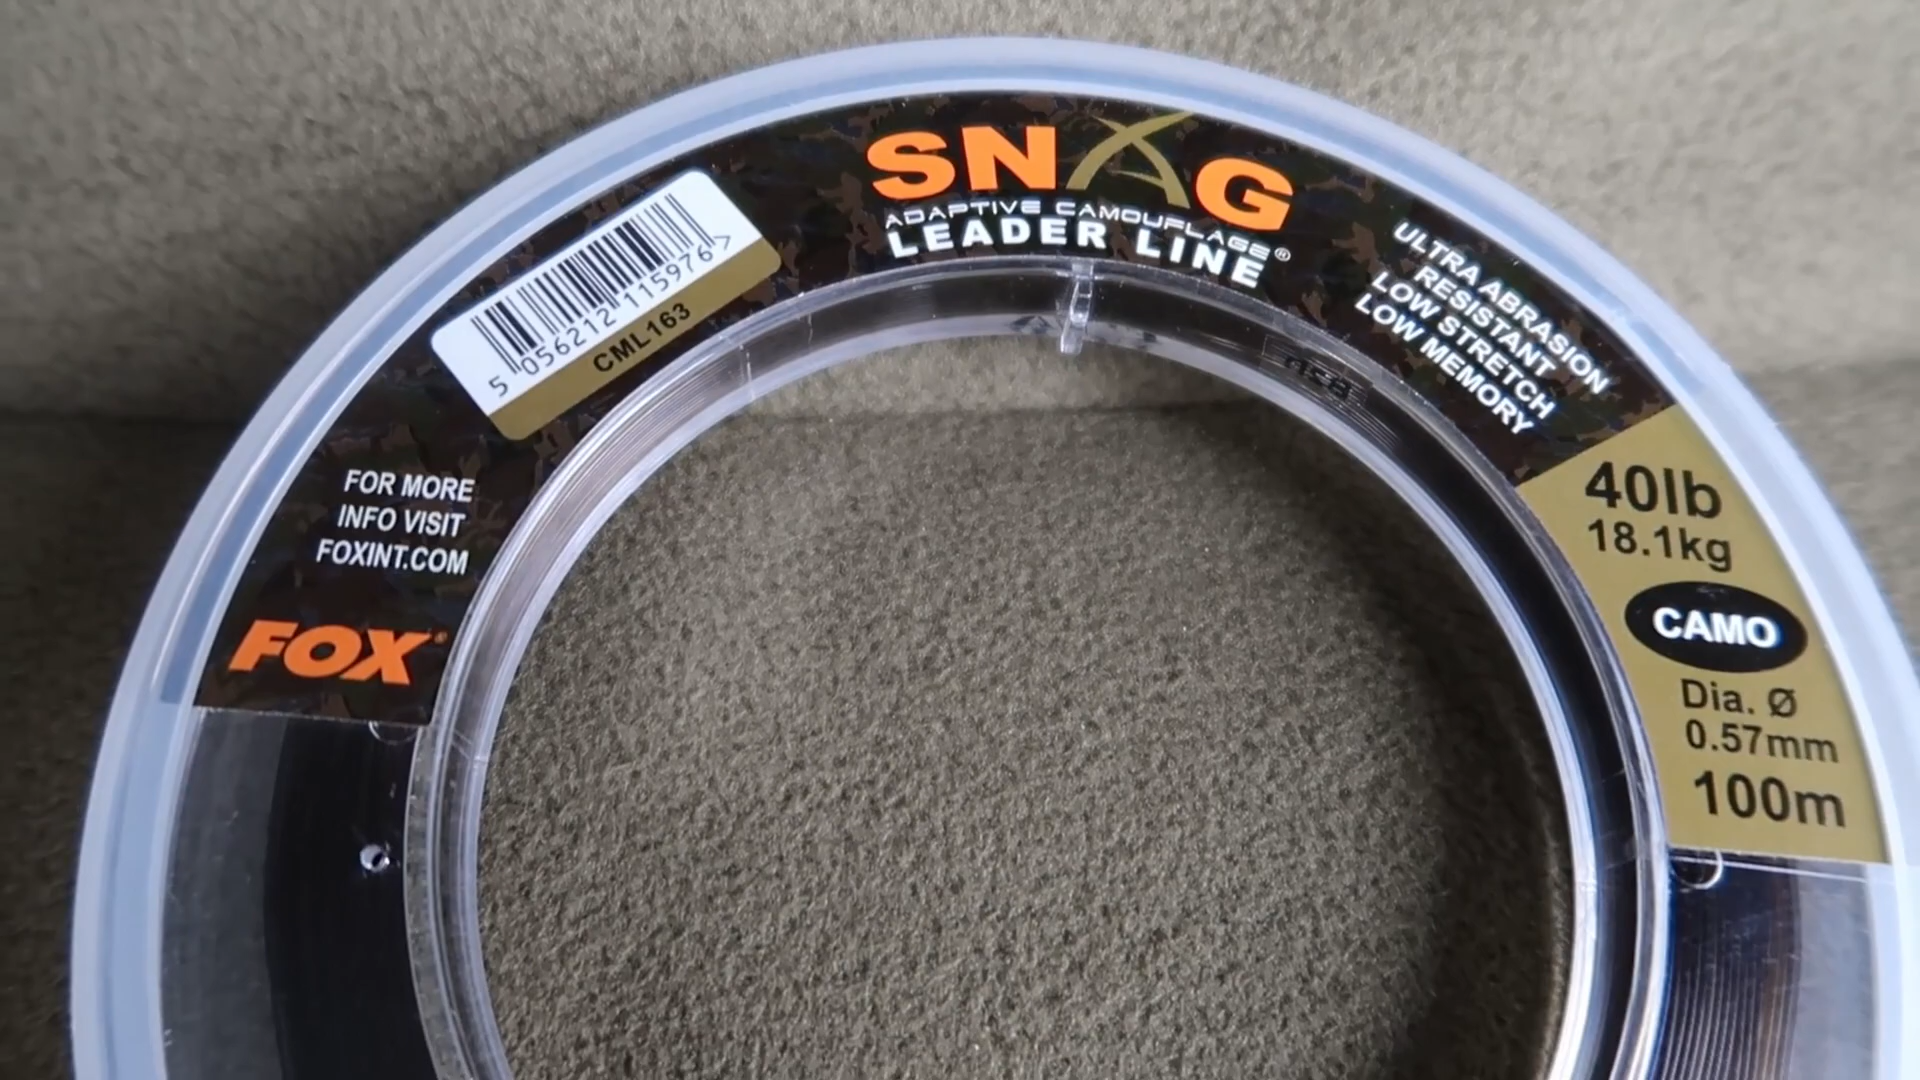 SNAG
ADAPTIVE CAMOUFLAGE®
LEADER LINE
5 056212 115976 >
CML163
FOR MORE
INFO VISIT
FOXINT.COM
FOX®
ULTRA ABRASION
RESISTANT
LOW STRETCH
LOW MEMORY
40lb
18.1kg
CAMO
Dia. Ø
0.57mm
100m